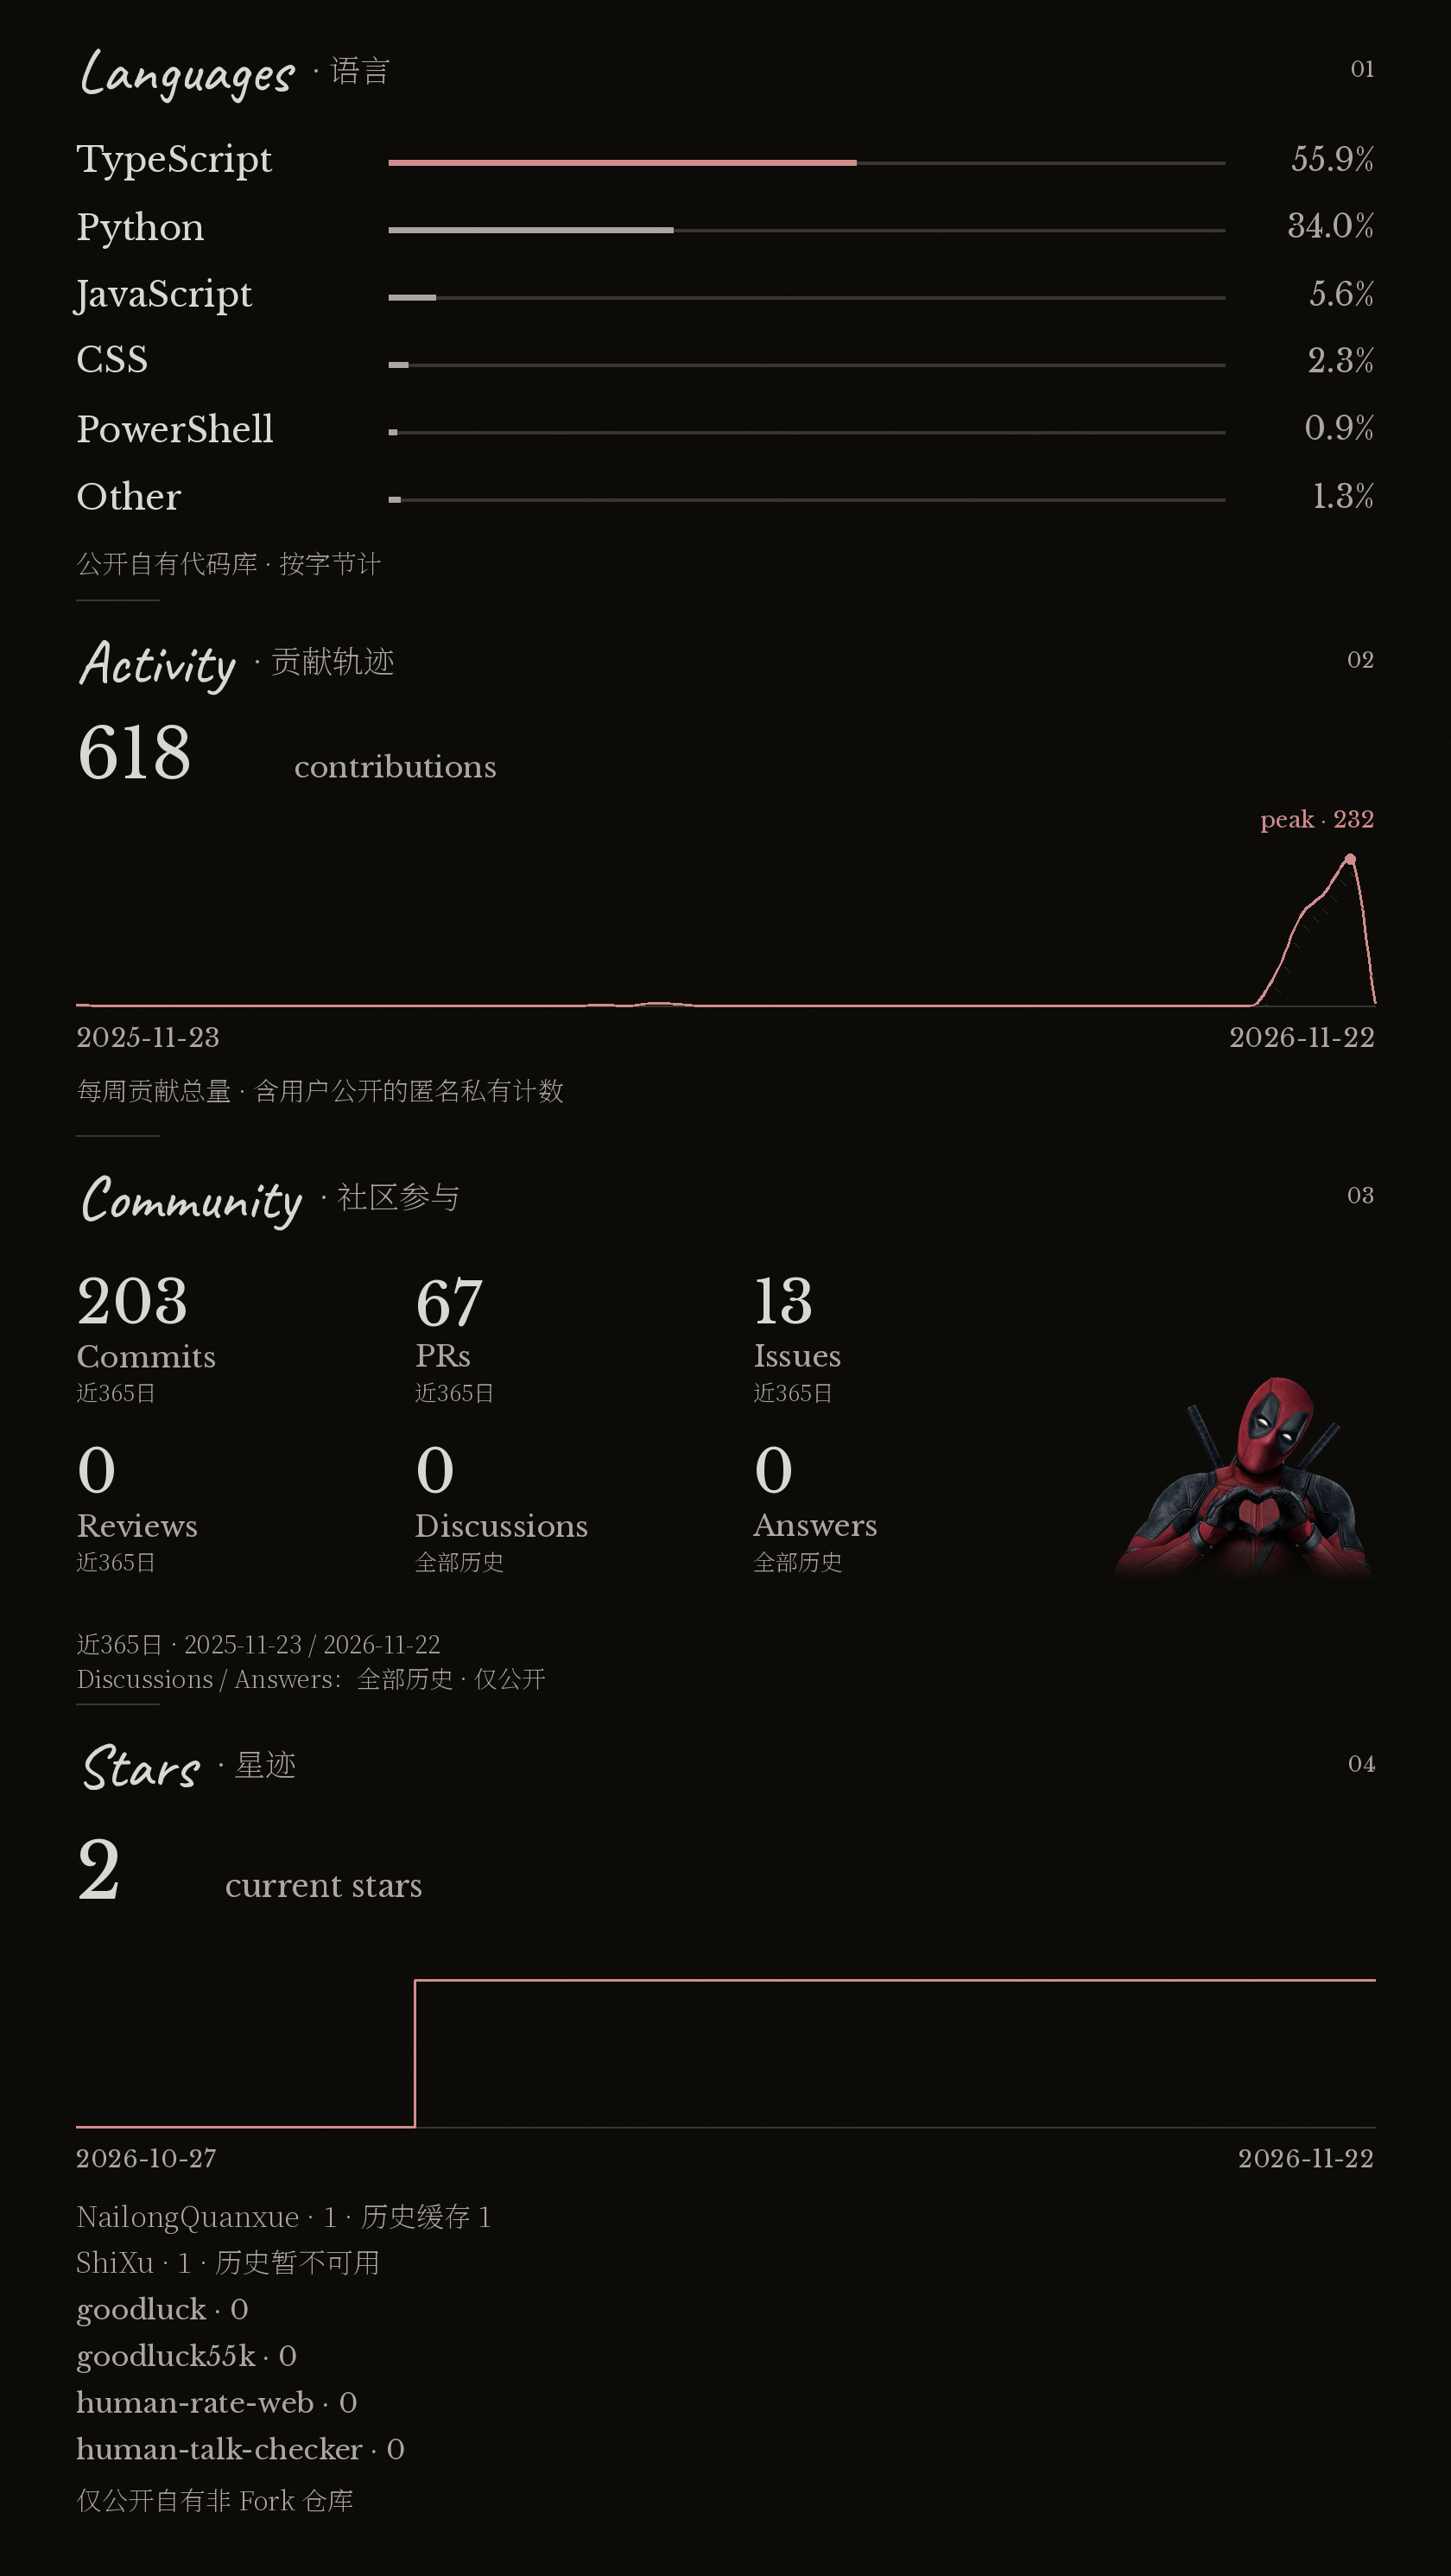 Languages · 语言 01
TypeScript 55.9%
Python 34.0%
JavaScript 5.6%
CSS 2.3%
PowerShell 0.9%
Other 1.3%
公开自有代码库 · 按字节计
Activity · 贡献轨迹 02
618 contributions
peak · 232
2025-11-23 2026-11-22
每周贡献总量 · 含用户公开的匿名私有计数
Community · 社区参与 03
203 67 13
Commits PRs Issues
近365日 近365日 近365日
0 0 0
Reviews Discussions Answers
近365日 全部历史 全部历史
近365日 · 2025-11-23 / 2026-11-22
Discussions / Answers：全部历史 · 仅公开
Stars · 星迹 04
2 current stars
2026-10-27 2026-11-22
NailongQuanxue · 1 · 历史缓存 1
ShiXu · 1 · 历史暂不可用
goodluck · 0
goodluck55k · 0
human-rate-web · 0
human-talk-checker · 0
仅公开自有非 Fork 仓库